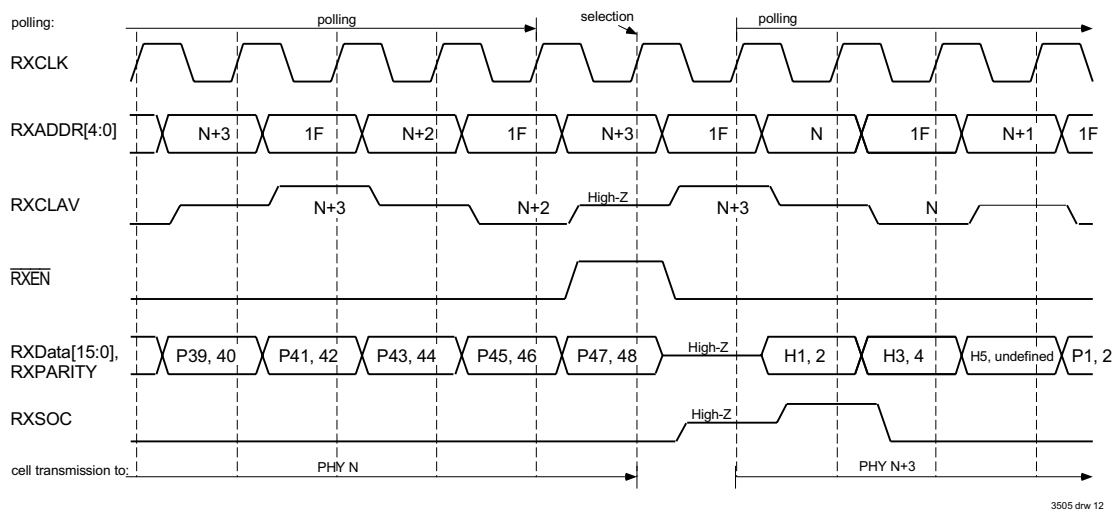 polling: polling selection polling
RXCLK
RXADDR[4:0] N+3 1F N+2 1F N+3 1F N 1F N+1 1F
RXCLAV N+3 N+2 High-Z N+3 N
RXEN
RXData[15:0], RXPARITY P39, 40 P41, 42 P43, 44 P45, 46 P47, 48 High-Z H1, 2 H3, 4 H5, undefined P1, 2
RXSOC High-Z
cell transmission to: PHY N PHY N+3
3505 drw 12